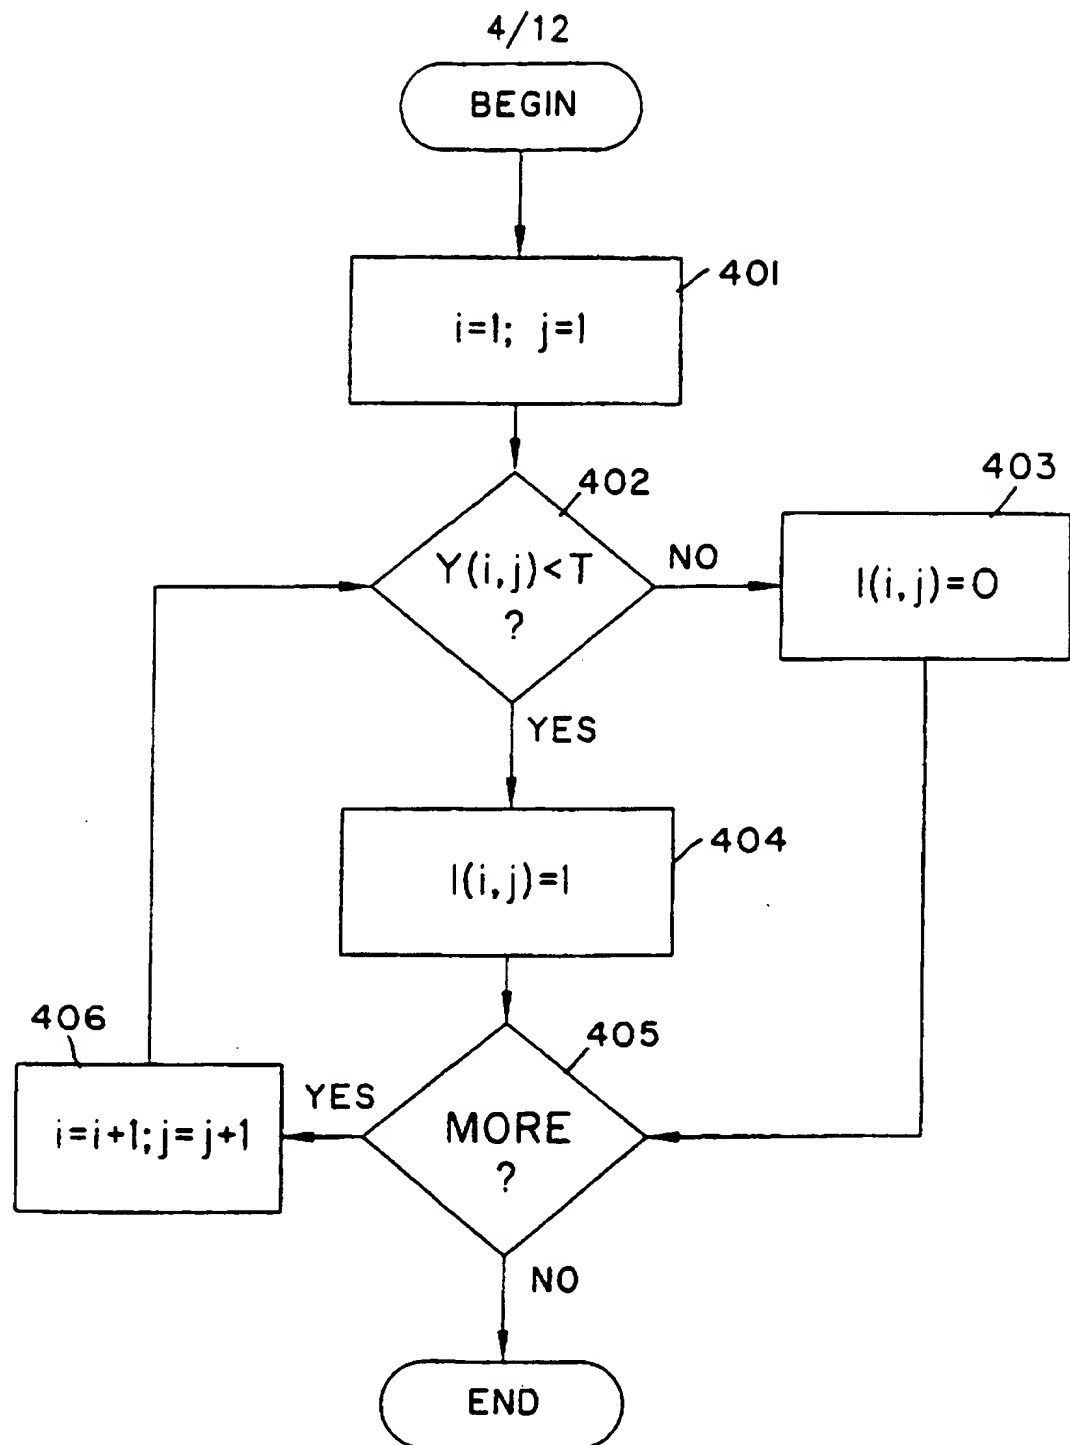 4/12
BEGIN
401
i=1; j=1
402
Y(i,j)<T
?
NO
403
I(i,j)=0
YES
404
I(i,j)=1
405
MORE
?
YES
406
i=i+1;j=j+1
NO
END